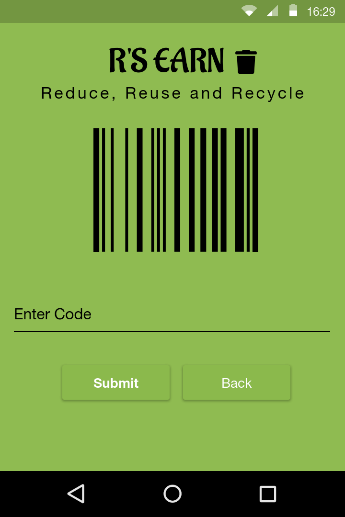 16:29
R'S EARN
Reduce, Reuse and Recycle
Enter Code
Submit
Back